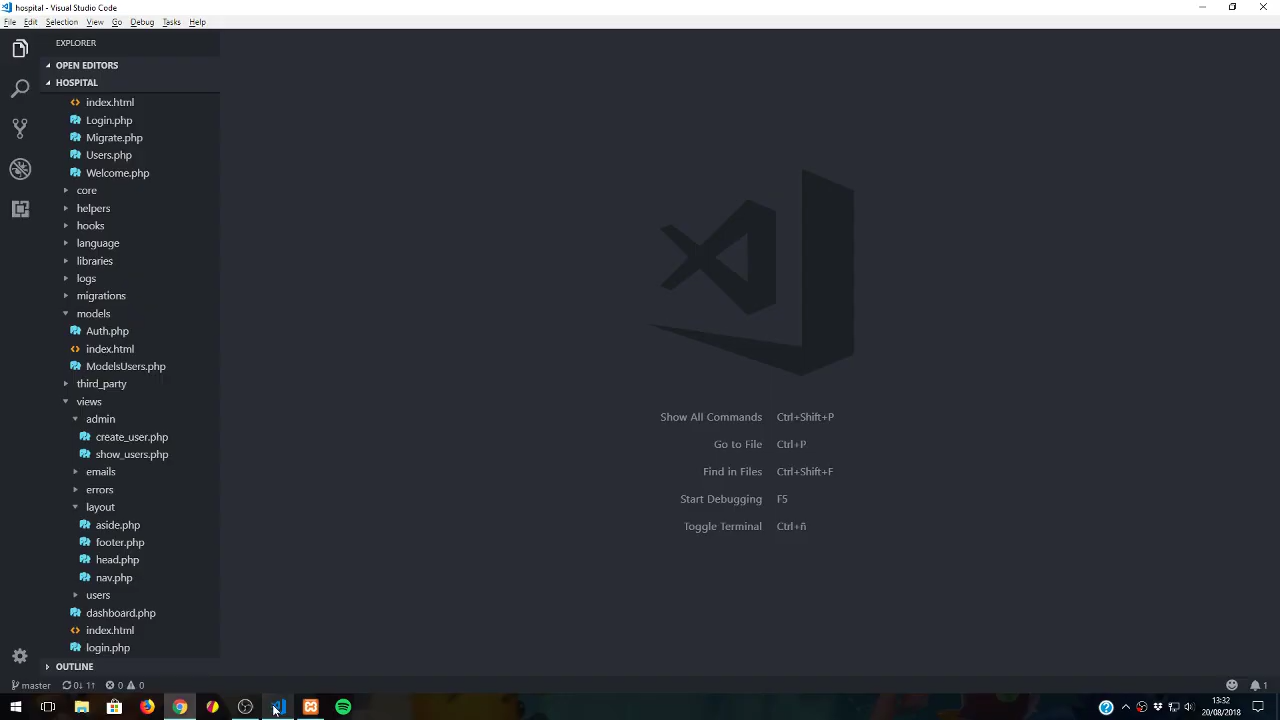 hospital - Visual Studio Code
File Edit Selection View Go Debug Tasks Help
EXPLORER
OPEN EDITORS
HOSPITAL
index.html
Login.php
Migrate.php
Users.php
Welcome.php
core
helpers
hooks
language
libraries
logs
migrations
models
Auth.php
index.html
ModelsUsers.php
third_party
views
admin
create_user.php
show_users.php
emails
errors
layout
aside.php
footer.php
head.php
nav.php
users
dashboard.php
index.html
login.php
OUTLINE
Show All Commands Ctrl+Shift+P
Go to File Ctrl+P
Find in Files Ctrl+Shift+F
Start Debugging F5
Toggle Terminal Ctrl+ñ
master 0↓ 1↑ 0 0 1
13:32
20/08/2018